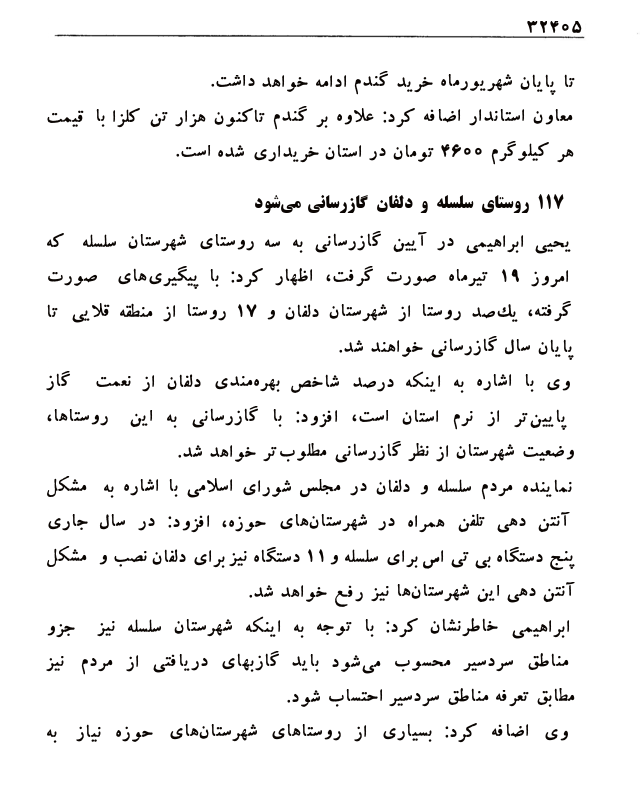 ۳۲۴۰۵
تا پایان شهریورماه خرید گندم ادامه خواهد داشت.
معاون استاندار اضافه کرد: علاوه بر گندم تاکنون هزار تن کلزا با قیمت
هر کیلوگرم ۴۶۰۰ تومان در استان خریداری شده است.
۱۱۷ روستای سلسله و دلفان گازرسانی می‌شود
یحیی ابراهیمی در آیین گازرسانی به سه روستای شهرستان سلسله که
امروز ۱۹ تیرماه صورت گرفت، اظهار کرد: با پیگیری‌های صورت
گرفته، یك‌صد روستا از شهرستان دلفان و ۱۷ روستا از منطقه قلایی تا
پایان سال گازرسانی خواهند شد.
وی با اشاره به اینکه درصد شاخص بهره‌مندی دلفان از نعمت گاز
پایین‌تر از نرم استان است، افزود: با گازرسانی به این روستاها،
وضعیت شهرستان از نظر گازرسانی مطلوب‌تر خواهد شد.
نماینده مردم سلسله و دلفان در مجلس شورای اسلامی با اشاره به مشکل
آنتن دهی تلفن همراه در شهرستان‌های حوزه، افزود: در سال جاری
پنج دستگاه بی تی اس برای سلسله و ۱۱ دستگاه نیز برای دلفان نصب و مشکل
آنتن دهی این شهرستان‌ها نیز رفع خواهد شد.
ابراهیمی خاطرنشان کرد: با توجه به اینکه شهرستان سلسله نیز جزو
مناطق سردسیر محسوب می‌شود باید گازبهای دریافتی از مردم نیز
مطابق تعرفه مناطق سردسیر احتساب شود.
وی اضافه کرد: بسیاری از روستاهای شهرستان‌های حوزه نیاز به